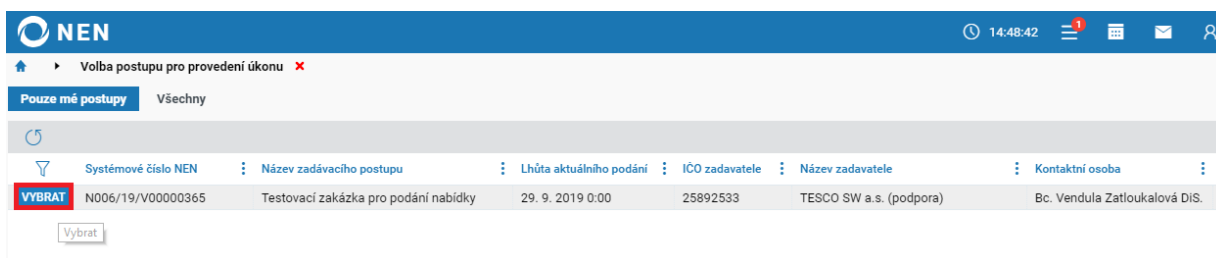 NEN 14:48:42 1
Volba postupu pro provedení úkonu
Pouze mé postupy Všechny
Systémové číslo NEN Název zadávacího postupu Lhůta aktuálního podání IČO zadavatele Název zadavatele Kontaktní osoba
VYBRAT N006/19/V00000365 Testovací zakázka pro podání nabídky 29. 9. 2019 0:00 25892533 TESCO SW a.s. (podpora) Bc. Vendula Zatloukalová DiS.
Vybrat